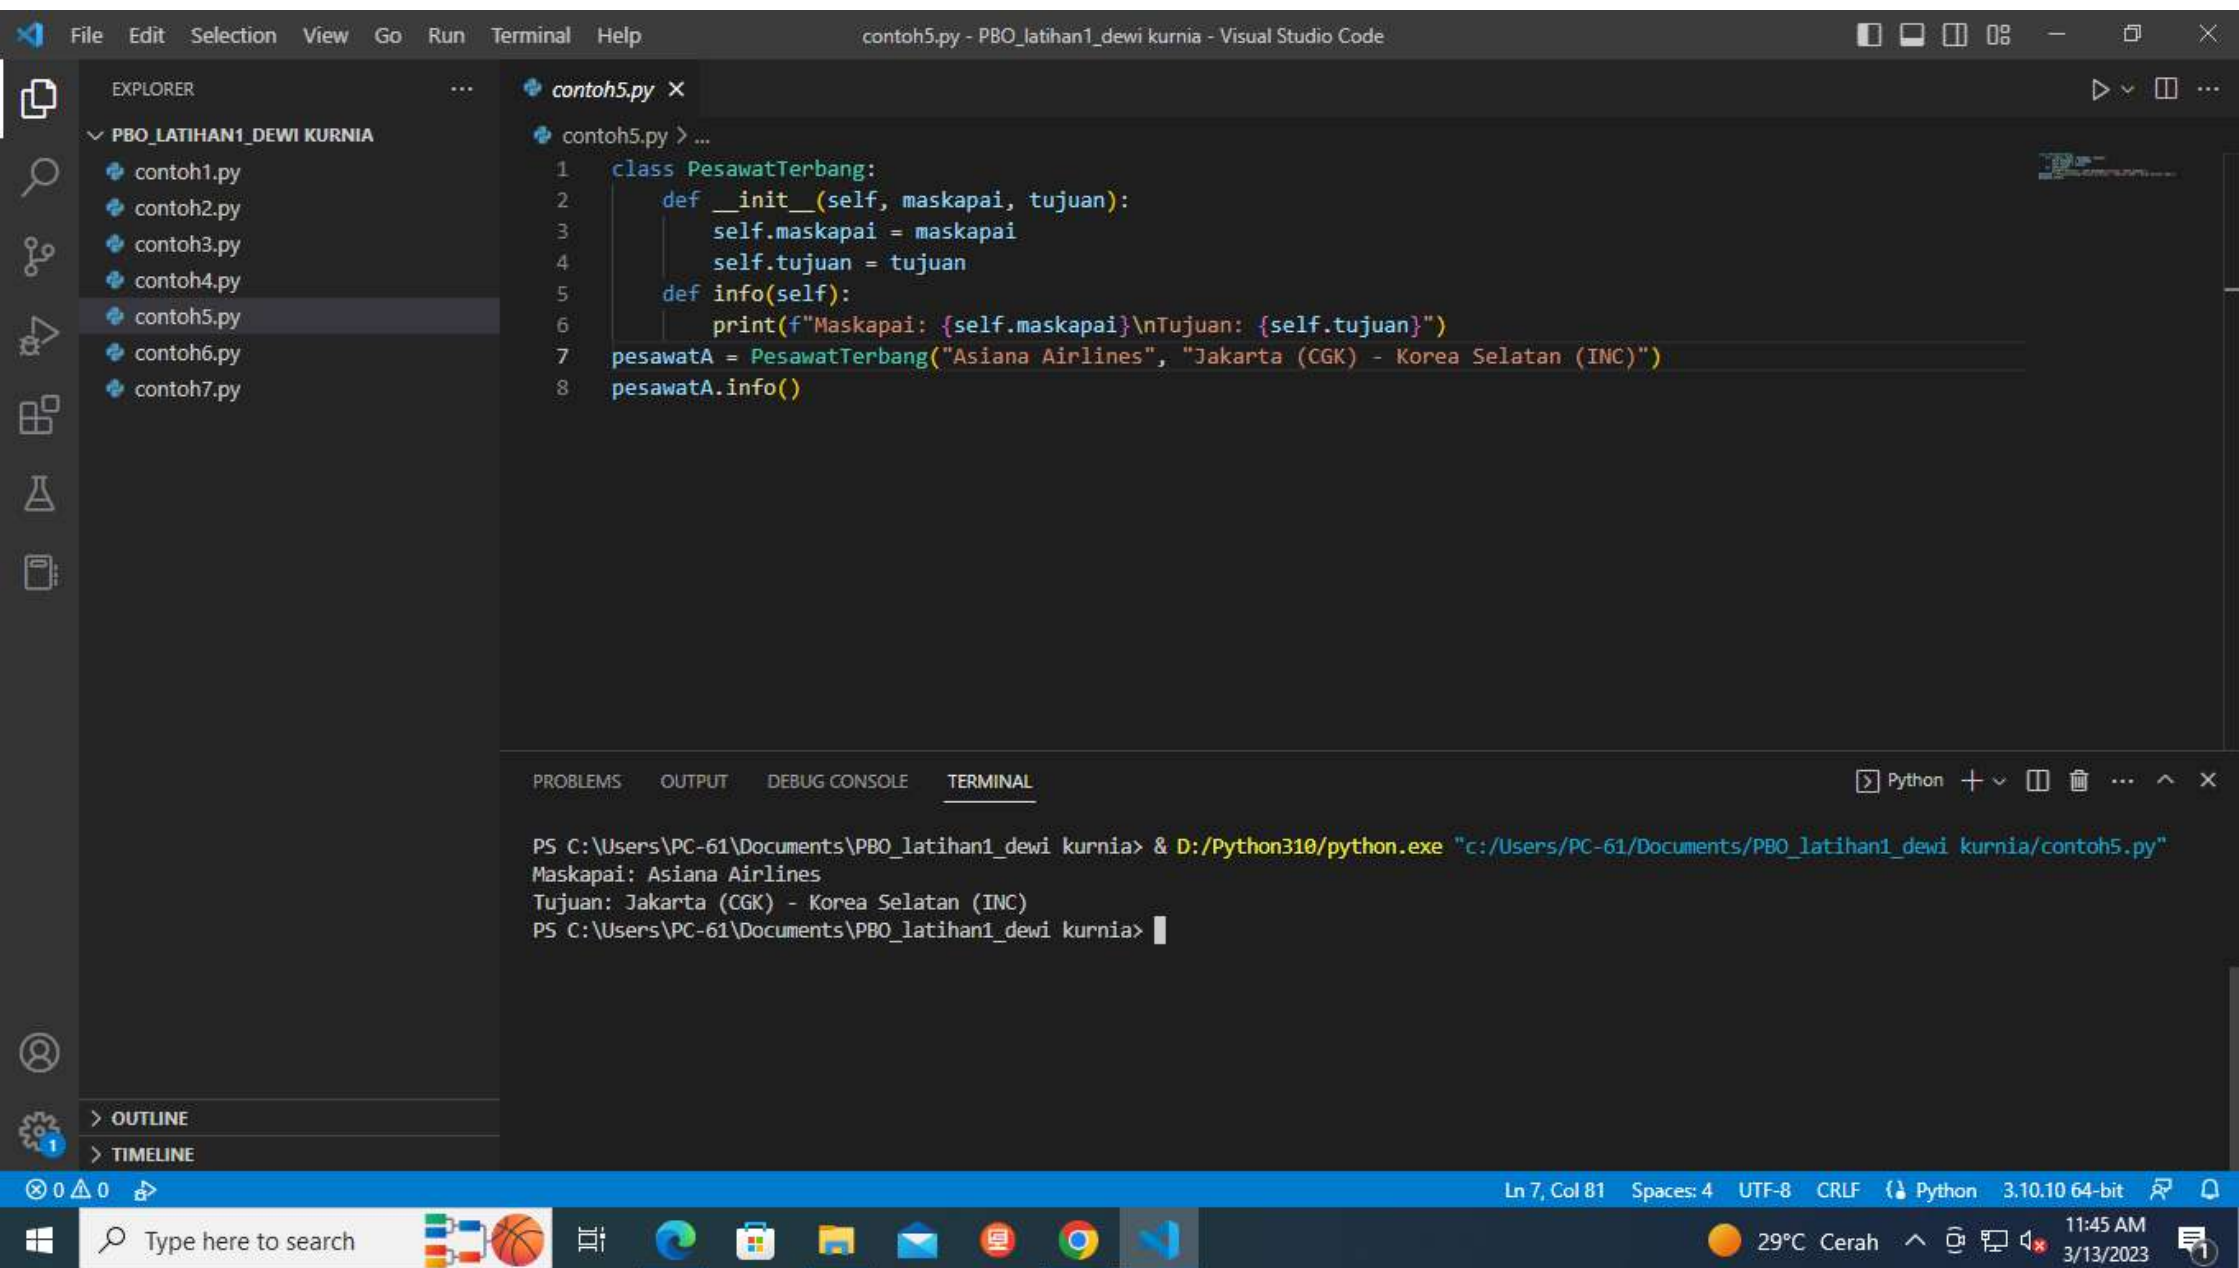 File Edit Selection View Go Run Terminal Help
contoh5.py - PBO_latihan1_dewi kurnia - Visual Studio Code
EXPLORER
PBO_LATIHAN1_DEWI KURNIA
contoh1.py
contoh2.py
contoh3.py
contoh4.py
contoh5.py
contoh6.py
contoh7.py
OUTLINE
TIMELINE
contoh5.py
contoh5.py > ...
1 class PesawatTerbang:
2     def __init__(self, maskapai, tujuan):
3         self.maskapai = maskapai
4         self.tujuan = tujuan
5     def info(self):
6         print(f"Maskapai: {self.maskapai}\nTujuan: {self.tujuan}")
7 pesawatA = PesawatTerbang("Asiana Airlines", "Jakarta (CGK) - Korea Selatan (INC)")
8 pesawatA.info()
PROBLEMS OUTPUT DEBUG CONSOLE TERMINAL
Python
PS C:\Users\PC-61\Documents\PBO_latihan1_dewi kurnia> & D:/Python310/python.exe "c:/Users/PC-61/Documents/PBO_latihan1_dewi kurnia/contoh5.py"
Maskapai: Asiana Airlines
Tujuan: Jakarta (CGK) - Korea Selatan (INC)
PS C:\Users\PC-61\Documents\PBO_latihan1_dewi kurnia>
1
0 0
Ln 7, Col 81 Spaces: 4 UTF-8 CRLF Python 3.10.10 64-bit
Type here to search
29°C Cerah
11:45 AM
3/13/2023
1